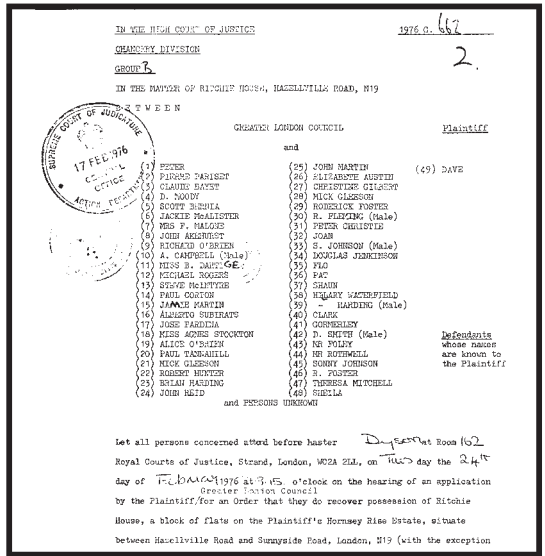 IN THE HIGH COURT OF JUSTICE
1976 G. 662
CHANCERY DIVISION
2.
GROUP B
IN THE MATTER OF RITCHIE HOUSE, HAZELLVILLE ROAD, N19
BETWEEN
GREATER LONDON COUNCIL
Plaintiff
and
SUPREME COURT OF JUDICATURE
17 FEB 1976
OFFICE
ACTION DEPARTMENT
(1) PETER
(2) PIERRE PARISET
(3) CLAUDE BAYET
(4) D. MOODY
(5) SCOTT
(6) JACKIE McALLISTER
(7) MRS F. MALONE
(8) JOHN AKEHURST
(9) RICHARD O'BRIEN
(10) A. CAMPBELL (Male)
(11) MISS B. DARTIGE
(12) MICHAEL ROGERS
(13) STEVE McINTYRE
(14) PAUL CORTON
(15) JAMIE MARTIN
(16) ALBERTO SUBIRATS
(17) JOSE PARDINA
(18) MISS AGNES STOCKTON
(19) ALICE O'BRIEN
(20) PAUL TANNAHILL
(21) MICK GLEESON
(22) ROBERT HUNTER
(23) BRIAN HARDING
(24) JOHN REID
(25) JOHN MARTIN
(26) ELIZABETH AUSTIN
(27) CHRISTINE GILBERT
(28) MICK GLEESON
(29) RODERICK FOSTER
(30) R. FLEMING (Male)
(31) PETER CHRISTIE
(32) JOAN
(33) S. JOHNSON (Male)
(34) DOUGLAS JENKINSON
(35) FLO
(36) PAT
(37) SHAUN
(38) HILARY WATERFIELD
(39) - HARDING (Male)
(40) CLARK
(41) GORMERLEY
(42) D. SMITH (Male)
(43) MR FOLEY
(44) MR ROTHWELL
(45) SONNY JOHNSON
(46) R. FOSTER
(47) THERESA MITCHELL
(48) SHEILA
(49) DAVE
Defendants
whose names
are known to
the Plaintiff
and PERSONS UNKNOWN
Let all persons concerned attend before Master Dyson at Room 162
Royal Courts of Justice, Strand, London, WC2A 2LL, on Tues day the 24th
day of February 1976 at 3.15 o'clock on the hearing of an application
Greater London Council
by the Plaintiff/for an Order that they do recover possession of Ritchie
House, a block of flats on the Plaintiff's Hornsey Rise Estate, situate
between Hazellville Road and Sunnyside Road, London, N19 (with the exception